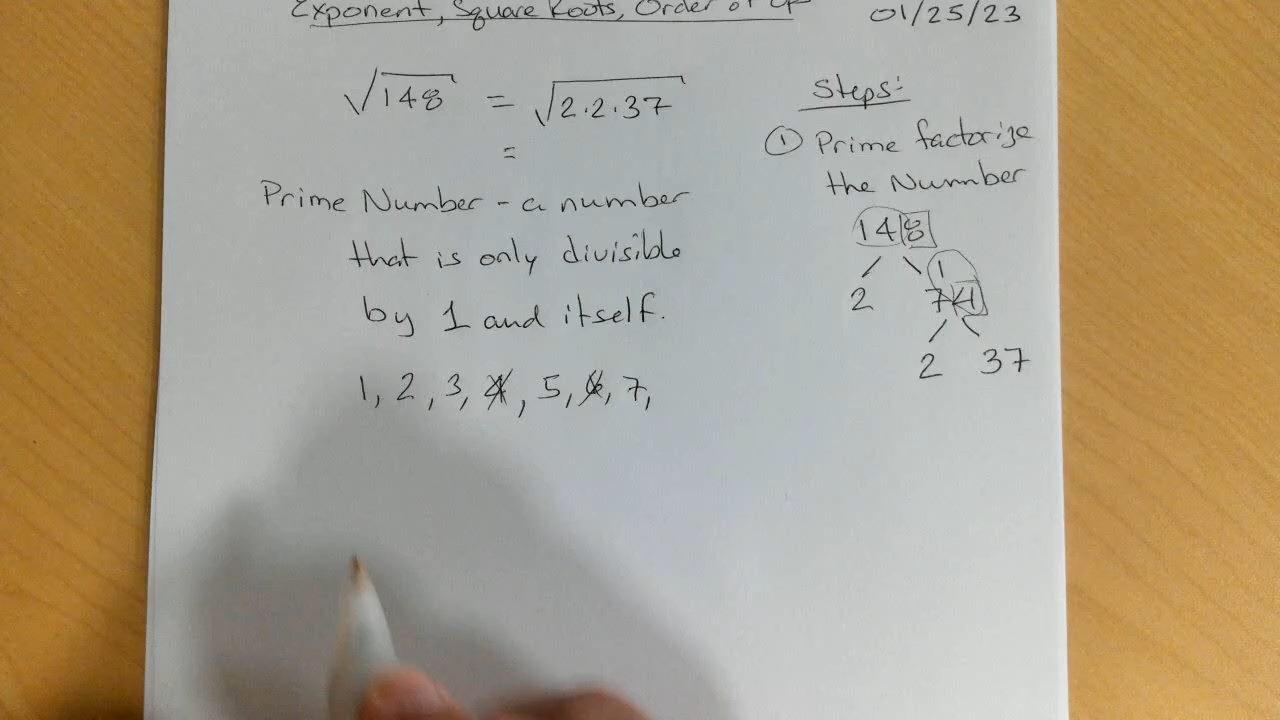 Exponent, Square Roots, Order of OP
01/25/23
√148 = √2.2.37
=
Prime Number - a number
that is only divisible
by 1 and itself.
1, 2, 3, 4, 5, 6, 7,
Steps:
① Prime factorize
the Number
148
2 74
1
2 37